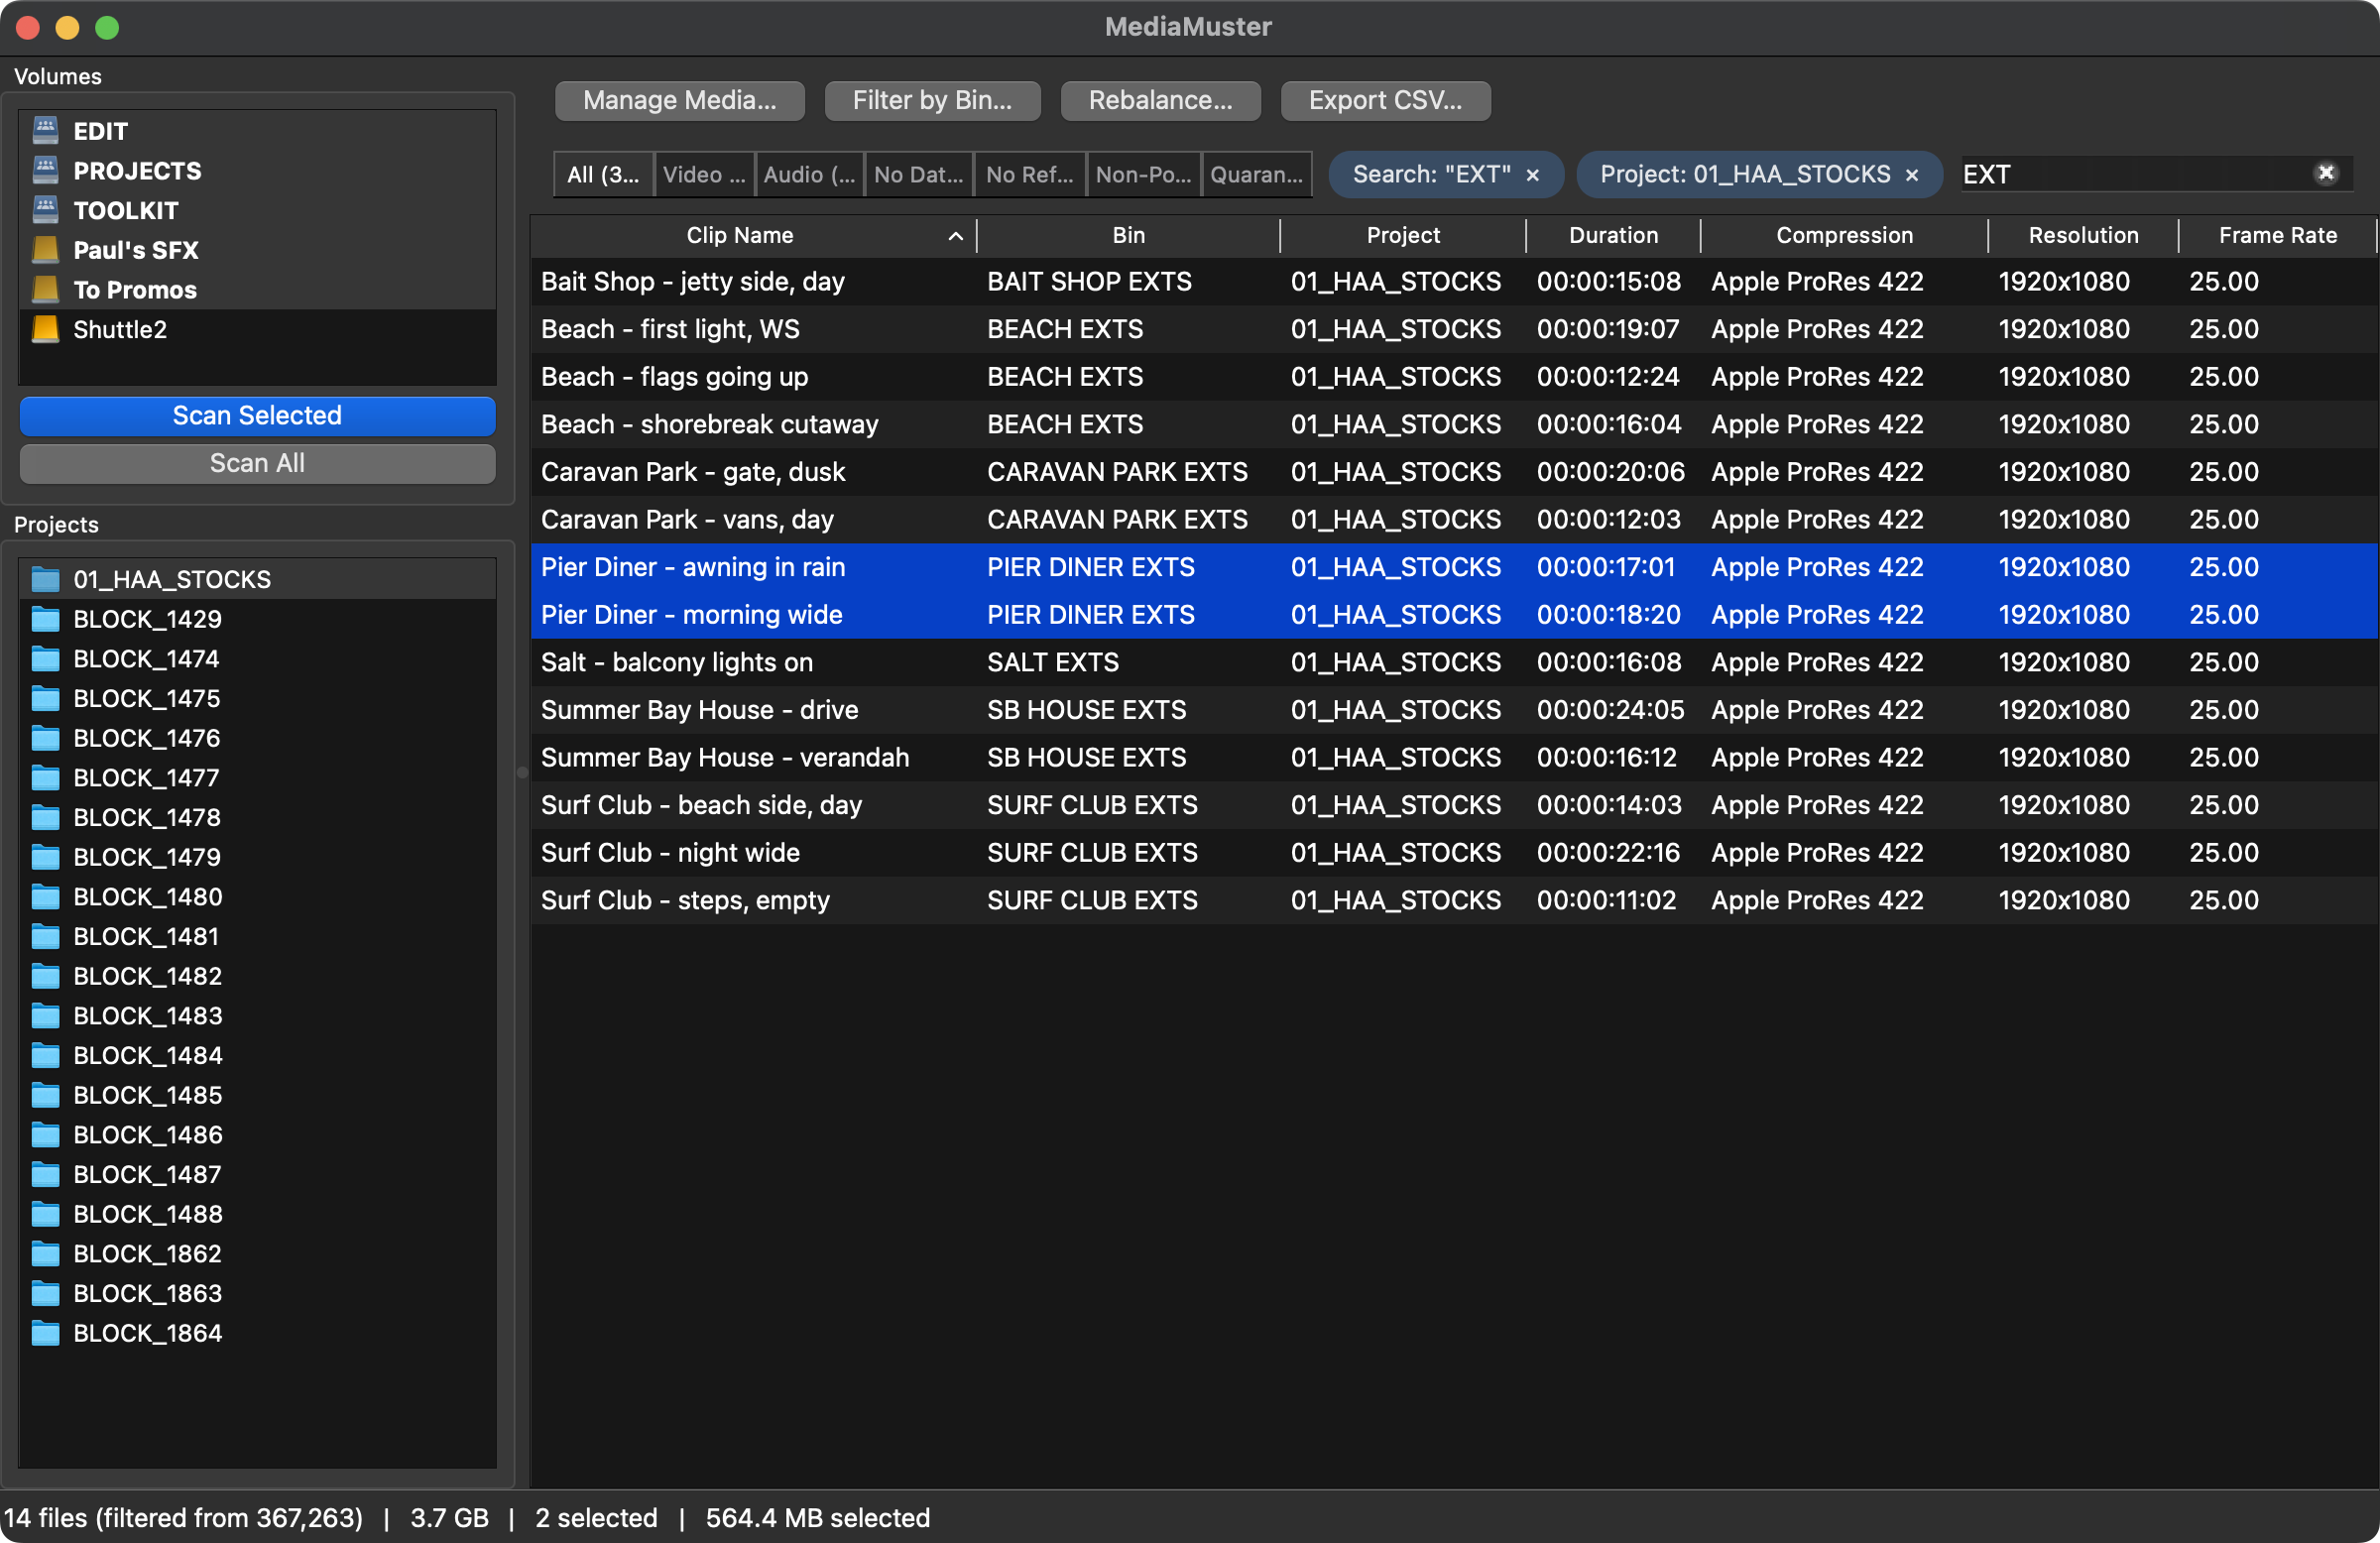 MediaMuster
Volumes
EDIT
PROJECTS
TOOLKIT
Paul's SFX
To Promos
Shuttle2
Scan Selected
Scan All
Projects
01_HAA_STOCKS
BLOCK_1429
BLOCK_1474
BLOCK_1475
BLOCK_1476
BLOCK_1477
BLOCK_1478
BLOCK_1479
BLOCK_1480
BLOCK_1481
BLOCK_1482
BLOCK_1483
BLOCK_1484
BLOCK_1485
BLOCK_1486
BLOCK_1487
BLOCK_1488
BLOCK_1862
BLOCK_1863
BLOCK_1864
Manage Media... Filter by Bin... Rebalance... Export CSV...
All (3... Video ... Audio (... No Dat... No Ref... Non-Po... Quaran... Search: "EXT" × Project: 01_HAA_STOCKS × EXT
Clip Name Bin Project Duration Compression Resolution Frame Rate
Bait Shop - jetty side, day BAIT SHOP EXTS 01_HAA_STOCKS 00:00:15:08 Apple ProRes 422 1920x1080 25.00
Beach - first light, WS BEACH EXTS 01_HAA_STOCKS 00:00:19:07 Apple ProRes 422 1920x1080 25.00
Beach - flags going up BEACH EXTS 01_HAA_STOCKS 00:00:12:24 Apple ProRes 422 1920x1080 25.00
Beach - shorebreak cutaway BEACH EXTS 01_HAA_STOCKS 00:00:16:04 Apple ProRes 422 1920x1080 25.00
Caravan Park - gate, dusk CARAVAN PARK EXTS 01_HAA_STOCKS 00:00:20:06 Apple ProRes 422 1920x1080 25.00
Caravan Park - vans, day CARAVAN PARK EXTS 01_HAA_STOCKS 00:00:12:03 Apple ProRes 422 1920x1080 25.00
Pier Diner - awning in rain PIER DINER EXTS 01_HAA_STOCKS 00:00:17:01 Apple ProRes 422 1920x1080 25.00
Pier Diner - morning wide PIER DINER EXTS 01_HAA_STOCKS 00:00:18:20 Apple ProRes 422 1920x1080 25.00
Salt - balcony lights on SALT EXTS 01_HAA_STOCKS 00:00:16:08 Apple ProRes 422 1920x1080 25.00
Summer Bay House - drive SB HOUSE EXTS 01_HAA_STOCKS 00:00:24:05 Apple ProRes 422 1920x1080 25.00
Summer Bay House - verandah SB HOUSE EXTS 01_HAA_STOCKS 00:00:16:12 Apple ProRes 422 1920x1080 25.00
Surf Club - beach side, day SURF CLUB EXTS 01_HAA_STOCKS 00:00:14:03 Apple ProRes 422 1920x1080 25.00
Surf Club - night wide SURF CLUB EXTS 01_HAA_STOCKS 00:00:22:16 Apple ProRes 422 1920x1080 25.00
Surf Club - steps, empty SURF CLUB EXTS 01_HAA_STOCKS 00:00:11:02 Apple ProRes 422 1920x1080 25.00
14 files (filtered from 367,263) | 3.7 GB | 2 selected | 564.4 MB selected